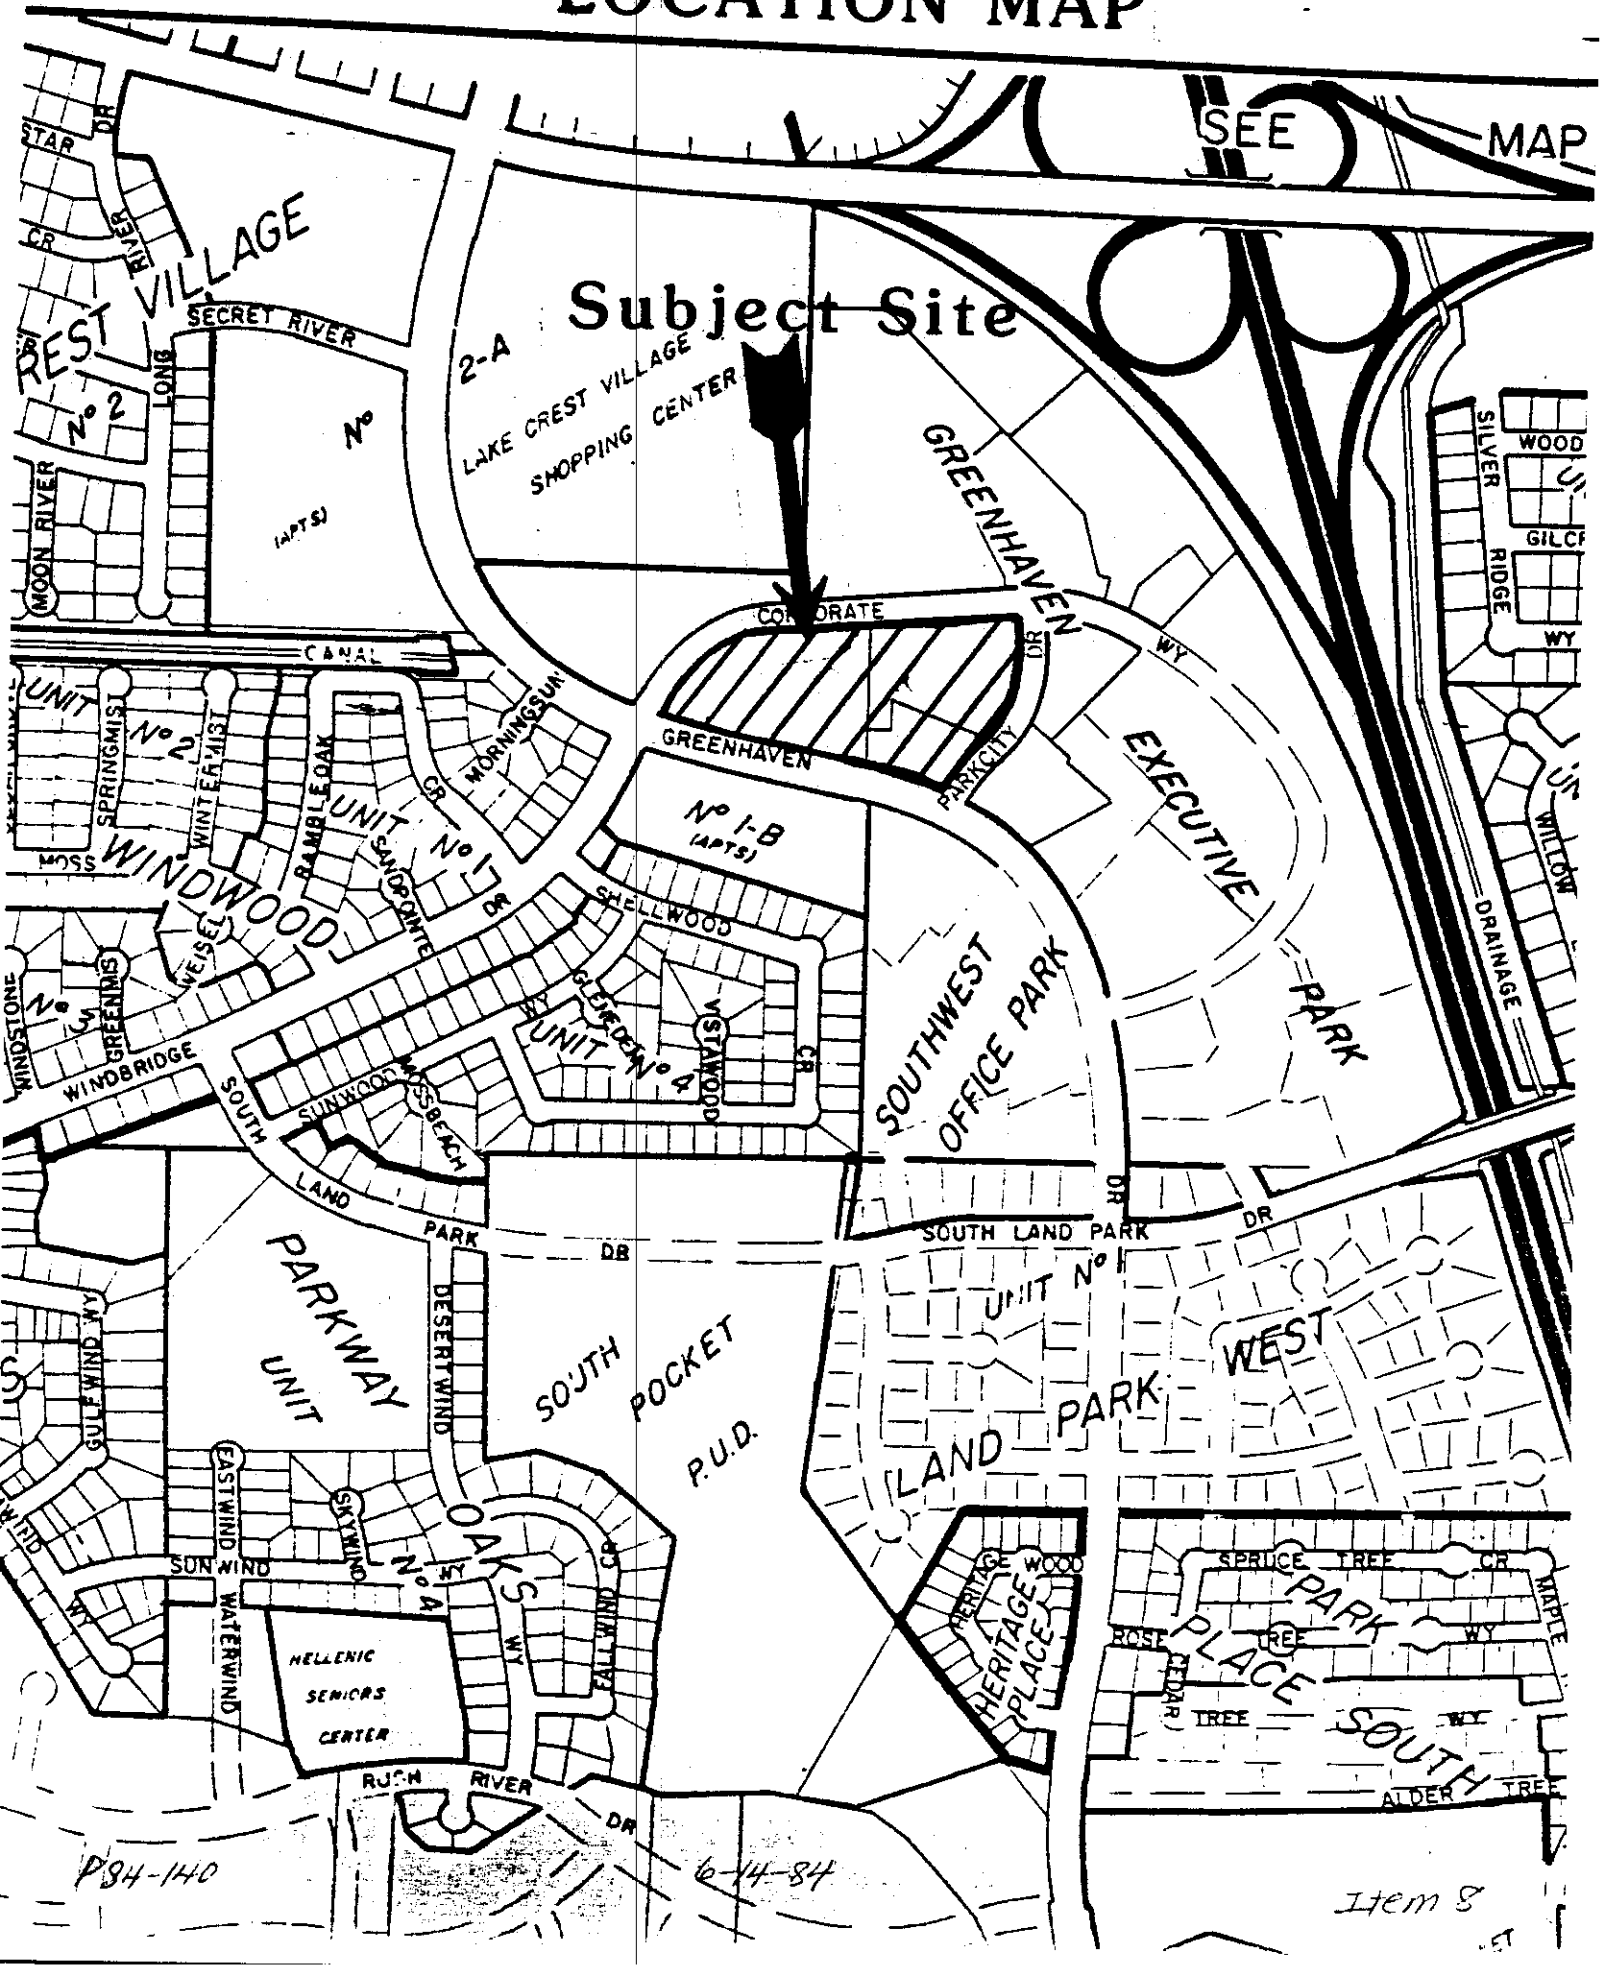 LOCATION MAP
SEE MAP
DR
STAR
CR
RIVER
LONG
REST VILLAGE
Nº 2
SECRET RIVER
MOON RIVER
Nº
(APTS)
2-A
LAKE CREST VILLAGE
SHOPPING CENTER
Subject Site
GREENHAVEN
EXECUTIVE
PARK
CORPORATE
WY
DR
PARKCITY
GREENHAVEN
CANAL
SILVER
RIDGE
WOOD
GILCR
WY
WILLOW
DRAINAGE
UNIT
Nº 2
SPRINGMIST
WINTERMIST
RAMBLEOAK
UNIT
Nº 1
CR
MORNINGSUN
SANDPOINTE
MOSS
WINDWOOD
WEISEL
DR
Nº 1-B
(APTS)
SHELLWOOD
WINDSTONE
Nº 3
GREENMIS
WINDBRIDGE
GLENEDEN
WY
UNIT
Nº 4
VISTAWOOD
CR
SUNWOOD
MOSSBEACH
SOUTHWEST
OFFICE PARK
SOUTH
LAND
PARK
DR
DR
SOUTH LAND PARK
DR
PARKWAY
UNIT
DESERTWIND
SOUTH
POCKET
P.U.D.
UNIT Nº 1
LAND PARK WEST
GULFWIND WY
EASTWIND
SKYWIND
OAKS
Nº A
SUNWIND
WY
WY
WATERWIND
WY
CR
FALLWIND
HELLENIC
SENIORS
CENTER
RUSH RIVER
DR
HERITAGE WOOD
HERITAGE
PLACE
SPRUCE TREE CR
MAPLE
PARK
PLACE
SOUTH
ROSE TREE WY
CEDAR
TREE WY
ALDER TREE
P84-140
6-14-84
Item 8